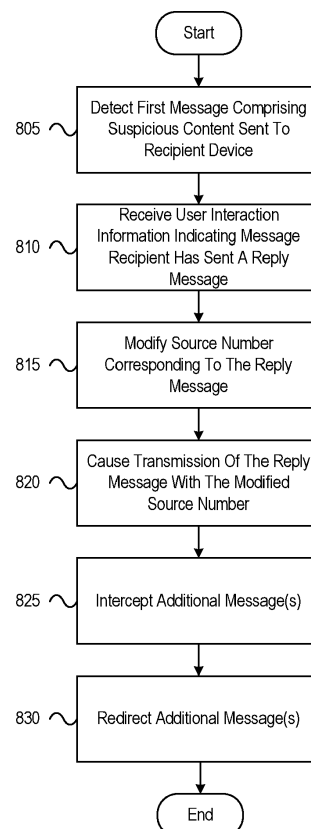 Start
805
Detect First Message Comprising
Suspicious Content Sent To
Recipient Device
810
Receive User Interaction
Information Indicating Message
Recipient Has Sent A Reply
Message
815
Modify Source Number
Corresponding To The Reply
Message
820
Cause Transmission Of The Reply
Message With The Modified
Source Number
825
Intercept Additional Message(s)
830
Redirect Additional Message(s)
End